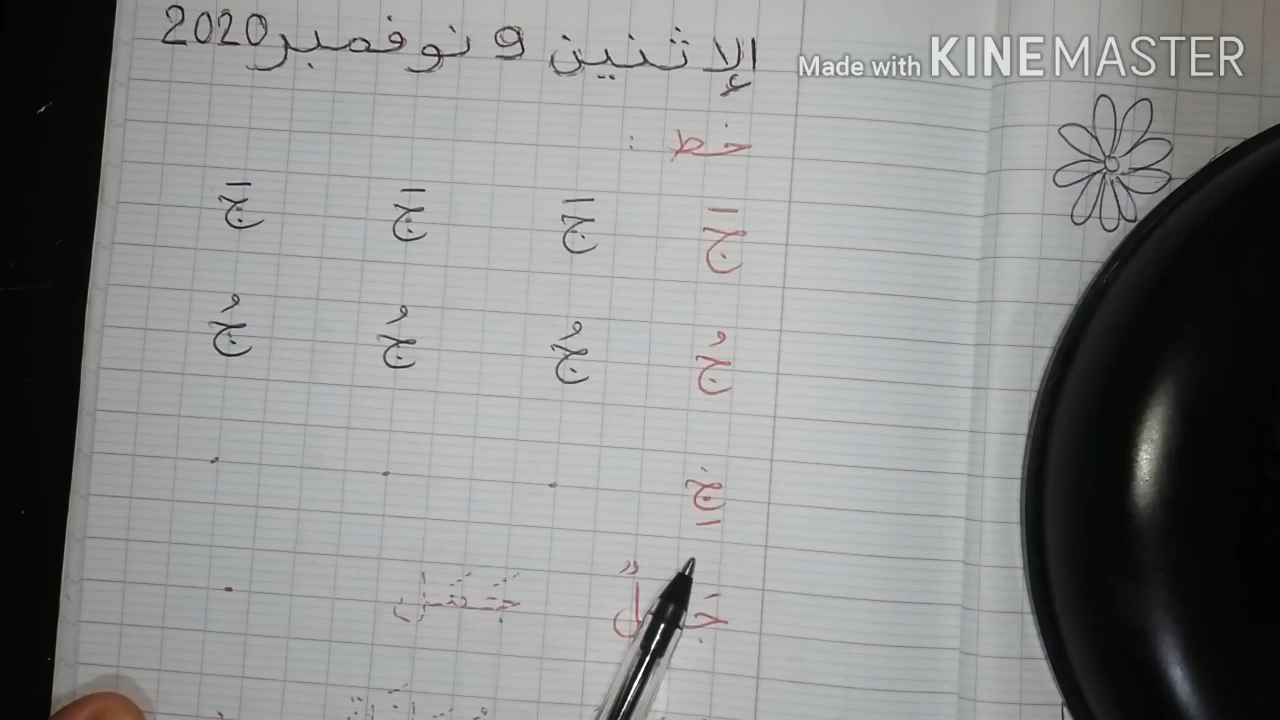 الإثنين 9 نوفمبر 2020
Made with KINEMASTER
خط :
جَ جَ جَ جَ
جُ جُ جُ جُ
جِ